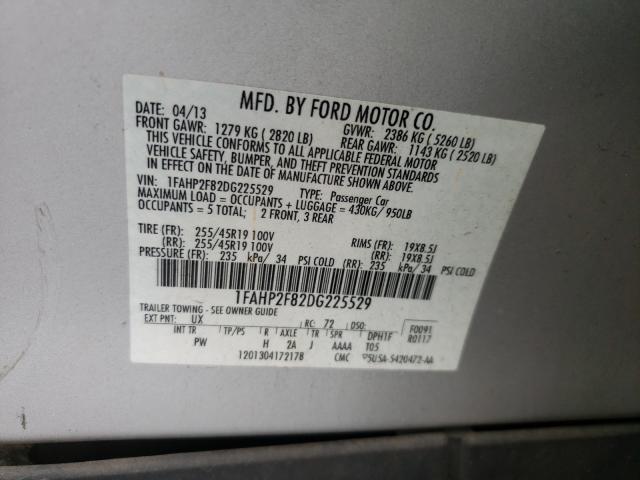 MFD. BY FORD MOTOR CO.
DATE: 04/13 GVWR: 2386 KG ( 5260 LB)
FRONT GAWR: 1279 KG ( 2820 LB) REAR GAWR: 1143 KG ( 2520 LB)
THIS VEHICLE CONFORMS TO ALL APPLICABLE FEDERAL MOTOR
VEHICLE SAFETY, BUMPER, AND THEFT PREVENTION STANDARDS
IN EFFECT ON THE DATE OF MANUFACTURE SHOWN ABOVE.
VIN: 1FAHP2F82DG225529 TYPE: Passenger Car
MAXIMUM LOAD = OCCUPANTS + LUGGAGE = 430KG/ 950LB
OCCUPANTS = 5 TOTAL; 2 FRONT, 3 REAR
TIRE (FR): 255/45R19 100V RIMS (FR): 19X8.5J
(RR): 255/45R19 100V (RR): 19X8.5J
PRESSURE (FR): 235 kPa/ 34 PSI COLD (RR): 235 kPa/ 34 PSI COLD
1FAHP2F82DG225529
TRAILER TOWING - SEE OWNER GUIDE
EXT PNT: UX RC: 72 DSO: F0091
INT TR TP/PS R AXLE TR SPR DPH1F R0117
PW H 2A J AAAA T05
1201304172178 CMC 5USA-5420472-AA